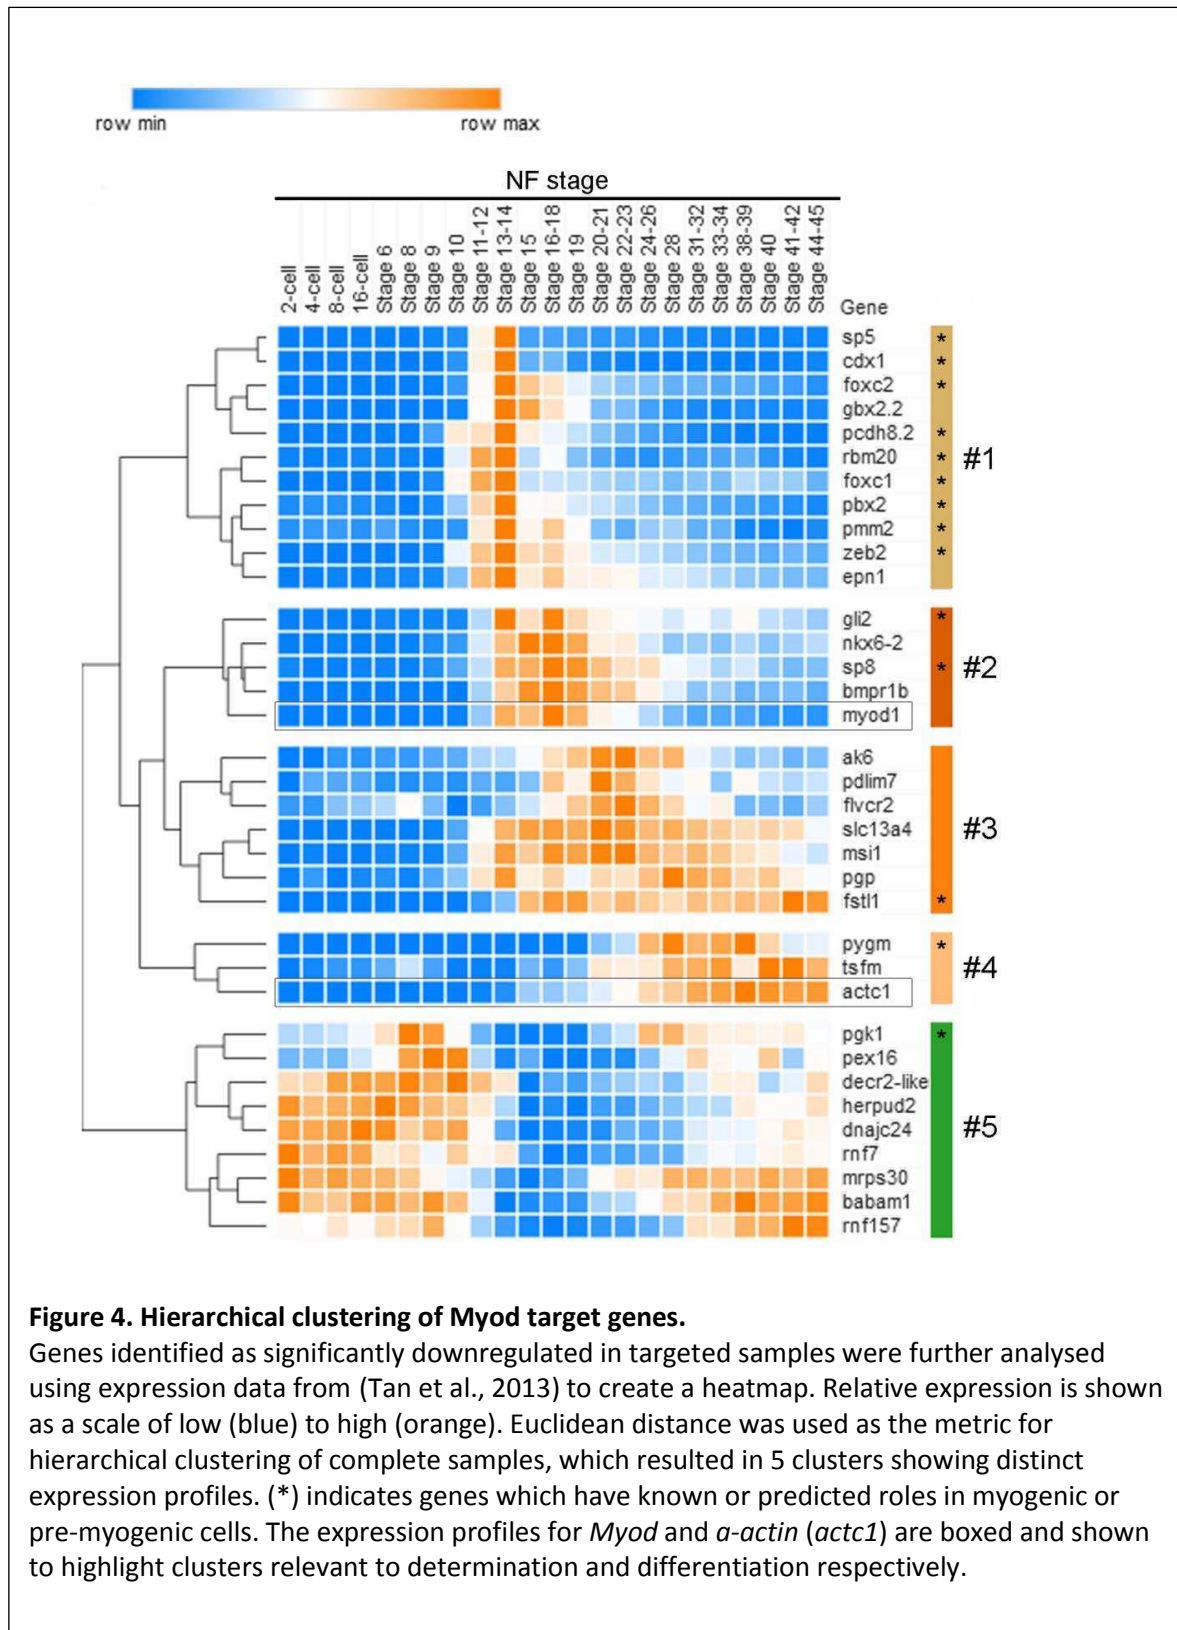 row min
row max
NF stage
2-cell
4-cell
8-cell
16-cell
Stage 6
Stage 8
Stage 9
Stage 10
Stage 11-12
Stage 13-14
Stage 15
Stage 16-18
Stage 19
Stage 20-21
Stage 22-23
Stage 24-26
Stage 28
Stage 31-32
Stage 33-34
Stage 38-39
Stage 40
Stage 41-42
Stage 44-45
Gene
sp5 *
cdx1 *
foxc2 *
gbx2.2
pcdh8.2 *
rbm20 *
#1
foxc1 *
pbx2 *
pmm2 *
zeb2 *
epn1
gli2 *
nkx6-2
sp8 *
#2
bmpr1b
myod1
ak6
pdlim7
flvcr2
slc13a4
#3
msi1
pgp
fstl1 *
pygm *
tsfm
#4
actc1
pgk1 *
pex16
decr2-like
herpud2
dnajc24
#5
rnf7
mrps30
babam1
rnf157
Figure 4. Hierarchical clustering of Myod target genes.
Genes identified as significantly downregulated in targeted samples were further analysed
using expression data from (Tan et al., 2013) to create a heatmap. Relative expression is shown
as a scale of low (blue) to high (orange). Euclidean distance was used as the metric for
hierarchical clustering of complete samples, which resulted in 5 clusters showing distinct
expression profiles. (*) indicates genes which have known or predicted roles in myogenic or
pre-myogenic cells. The expression profiles for Myod and a-actin (actc1) are boxed and shown
to highlight clusters relevant to determination and differentiation respectively.